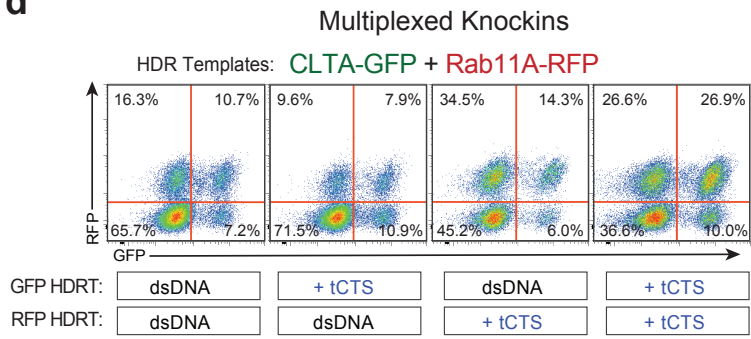 d
Multiplexed Knockins
HDR Templates: CLTA-GFP + Rab11A-RFP
16.3% 10.7% 9.6% 7.9% 34.5% 14.3% 26.6% 26.9%
65.7% 7.2% 71.5% 10.9% 45.2% 6.0% 36.6% 10.0%
RFP
GFP
GFP HDRT: dsDNA + tCTS dsDNA + tCTS
RFP HDRT: dsDNA dsDNA + tCTS + tCTS